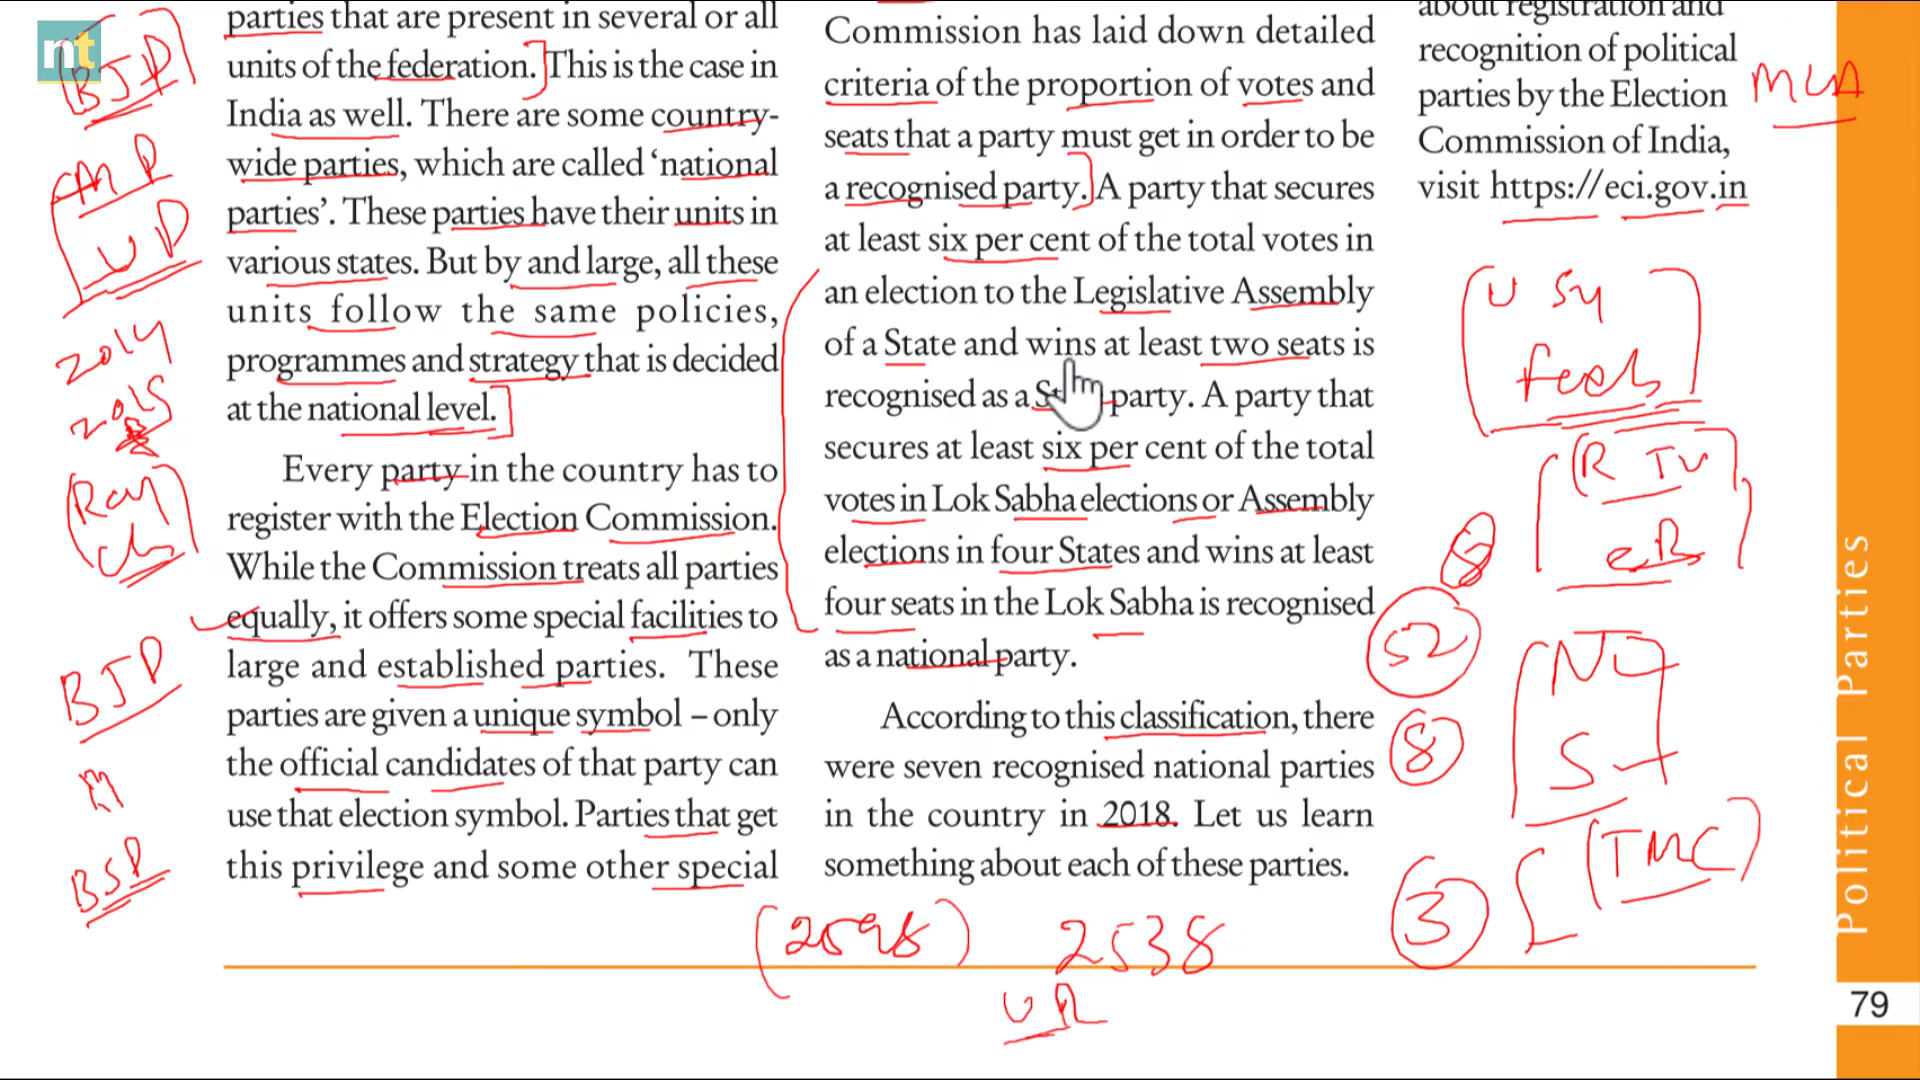 nt
BJP
MP
UP
2014
2015
BJP
M
BSP
parties that are present in several or all
units of the federation. This is the case in
India as well. There are some country-
wide parties, which are called ‘national
parties’. These parties have their units in
various states. But by and large, all these
units follow the same policies,
programmes and strategy that is decided
at the national level.
Every party in the country has to
register with the Election Commission.
While the Commission treats all parties
equally, it offers some special facilities to
large and established parties. These
parties are given a unique symbol – only
the official candidates of that party can
use that election symbol. Parties that get
this privilege and some other special
Commission has laid down detailed
criteria of the proportion of votes and
seats that a party must get in order to be
a recognised party. A party that secures
at least six per cent of the total votes in
an election to the Legislative Assembly
of a State and wins at least two seats is
recognised as a party. A party that
secures at least six per cent of the total
votes in Lok Sabha elections or Assembly
elections in four States and wins at least
four seats in the Lok Sabha is recognised
as a national party.
According to this classification, there
were seven recognised national parties
in the country in 2018. Let us learn
something about each of these parties.
2598
2538
UR
about registration and
recognition of political
parties by the Election
Commission of India,
visit https://eci.gov.in
MLA
U Sy
R TV
52
8
3
TMC
Political Parties
79